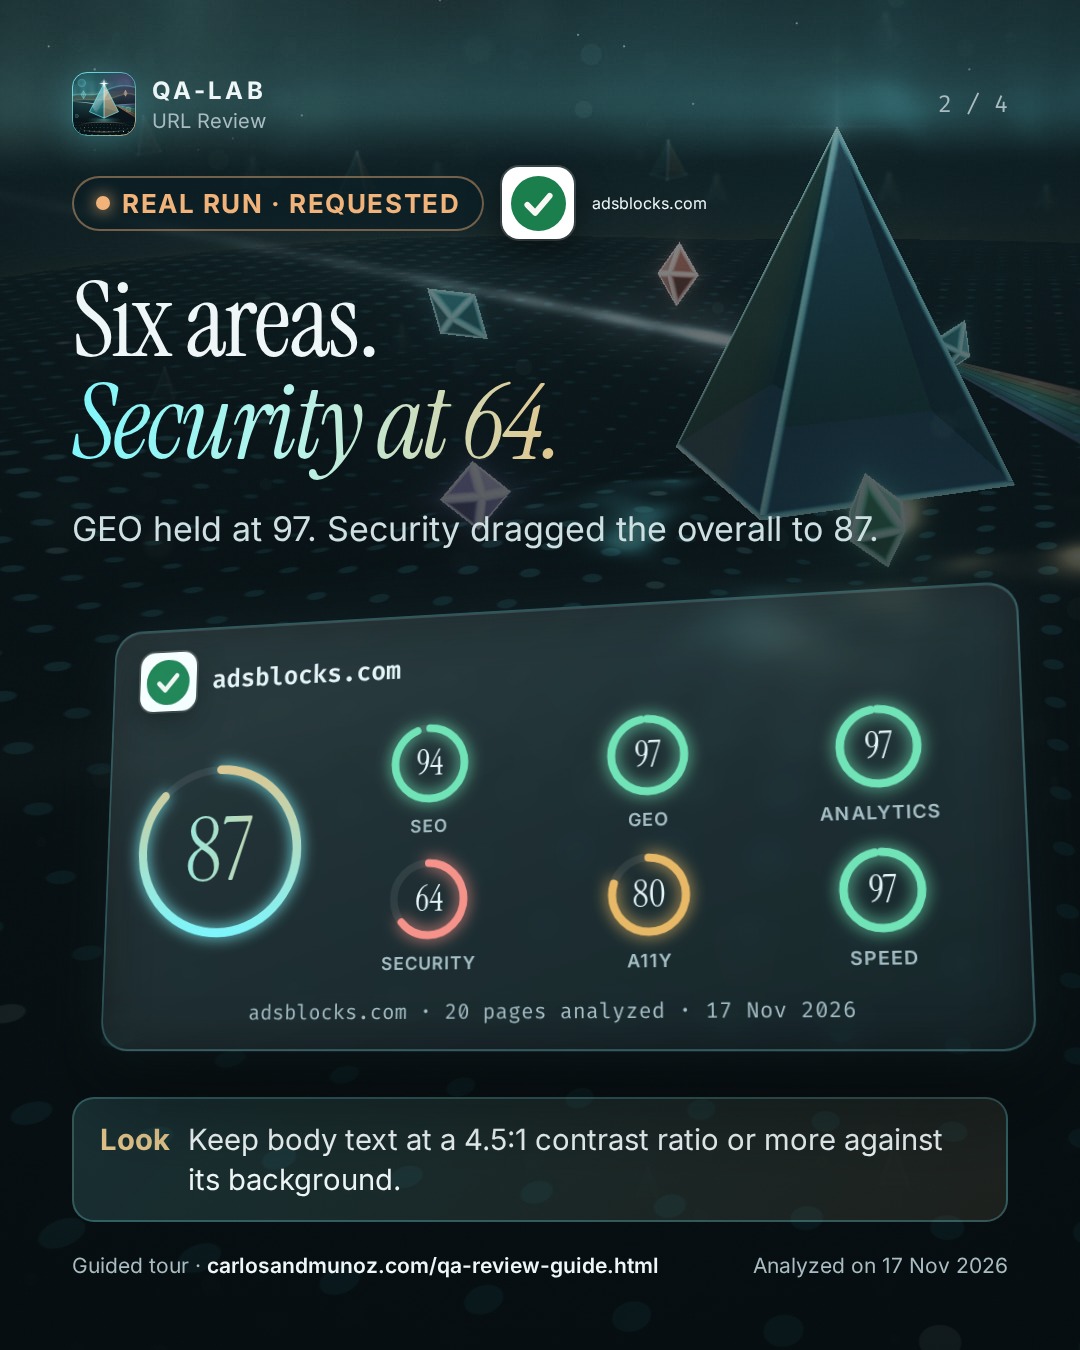 QA-LAB
URL Review
2 / 4
REAL RUN · REQUESTED
adsblocks.com
Six areas.
Security at 64.
GEO held at 97. Security dragged the overall to 87.
adsblocks.com
87
94
SEO
97
GEO
97
ANALYTICS
64
SECURITY
80
A11Y
97
SPEED
adsblocks.com · 20 pages analyzed · 17 Nov 2026
Look Keep body text at a 4.5:1 contrast ratio or more against
its background.
Guided tour · carlosandmunoz.com/qa-review-guide.html
Analyzed on 17 Nov 2026